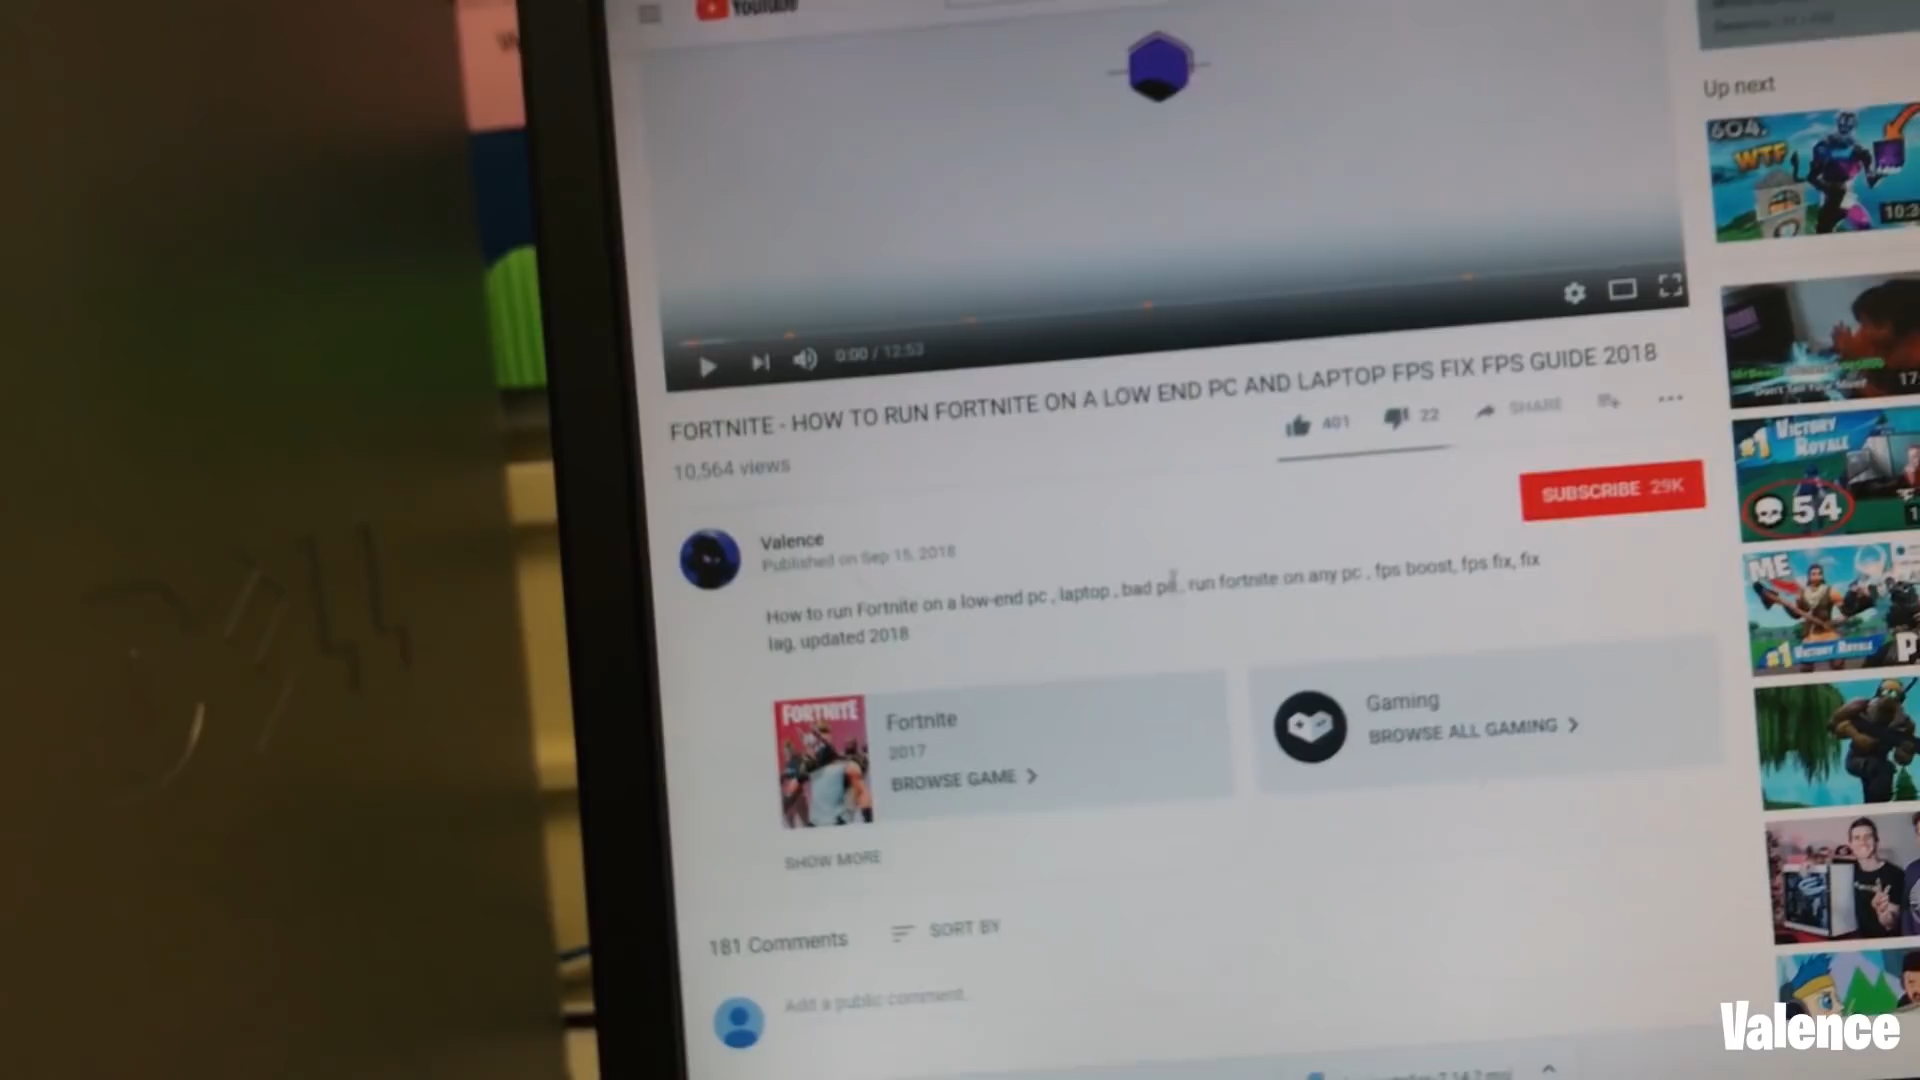 YouTube
Up next
604.
WTF
10:3
0:00 / 12:53
FORTNITE - HOW TO RUN FORTNITE ON A LOW END PC AND LAPTOP FPS FIX FPS GUIDE 2018
10,564 views
401 22 SHARE
17
#1 VICTORY ROYALE
54
SUBSCRIBE 29K
Valence
Published on Sep 15, 2018
How to run Fortnite on a low-end pc , laptop , bad pc , run fortnite on any pc , fps boost, fps fix, fix
lag, updated 2018
ME
#1 VICTORY ROYALE
FORTNITE
Fortnite
2017
BROWSE GAME
Gaming
BROWSE ALL GAMING
SHOW MORE
181 Comments SORT BY
Add a public comment.
Valence